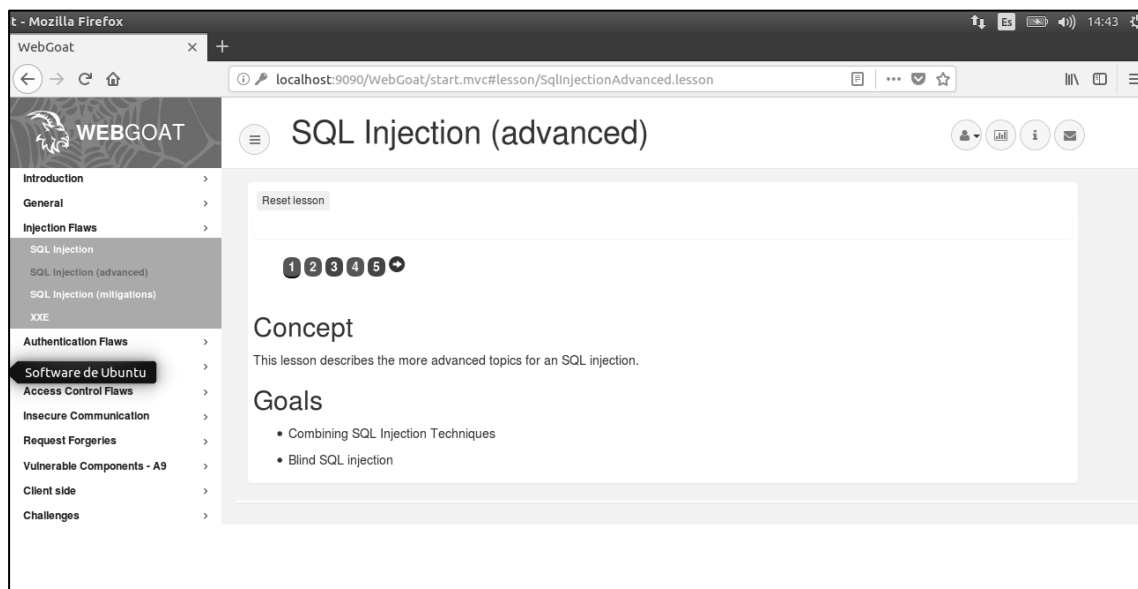 t - Mozilla Firefox
Es
14:43
WebGoat
localhost:9090/WebGoat/start.mvc#lesson/SqlInjectionAdvanced.lesson
WEBGOAT
SQL Injection (advanced)
Introduction
General
Injection Flaws
SQL Injection
SQL Injection (advanced)
SQL Injection (mitigations)
XXE
Authentication Flaws
Software de Ubuntu
Access Control Flaws
Insecure Communication
Request Forgeries
Vulnerable Components - A9
Client side
Challenges
Reset lesson
1 2 3 4 5
Concept
This lesson describes the more advanced topics for an SQL injection.
Goals
• Combining SQL Injection Techniques
• Blind SQL injection